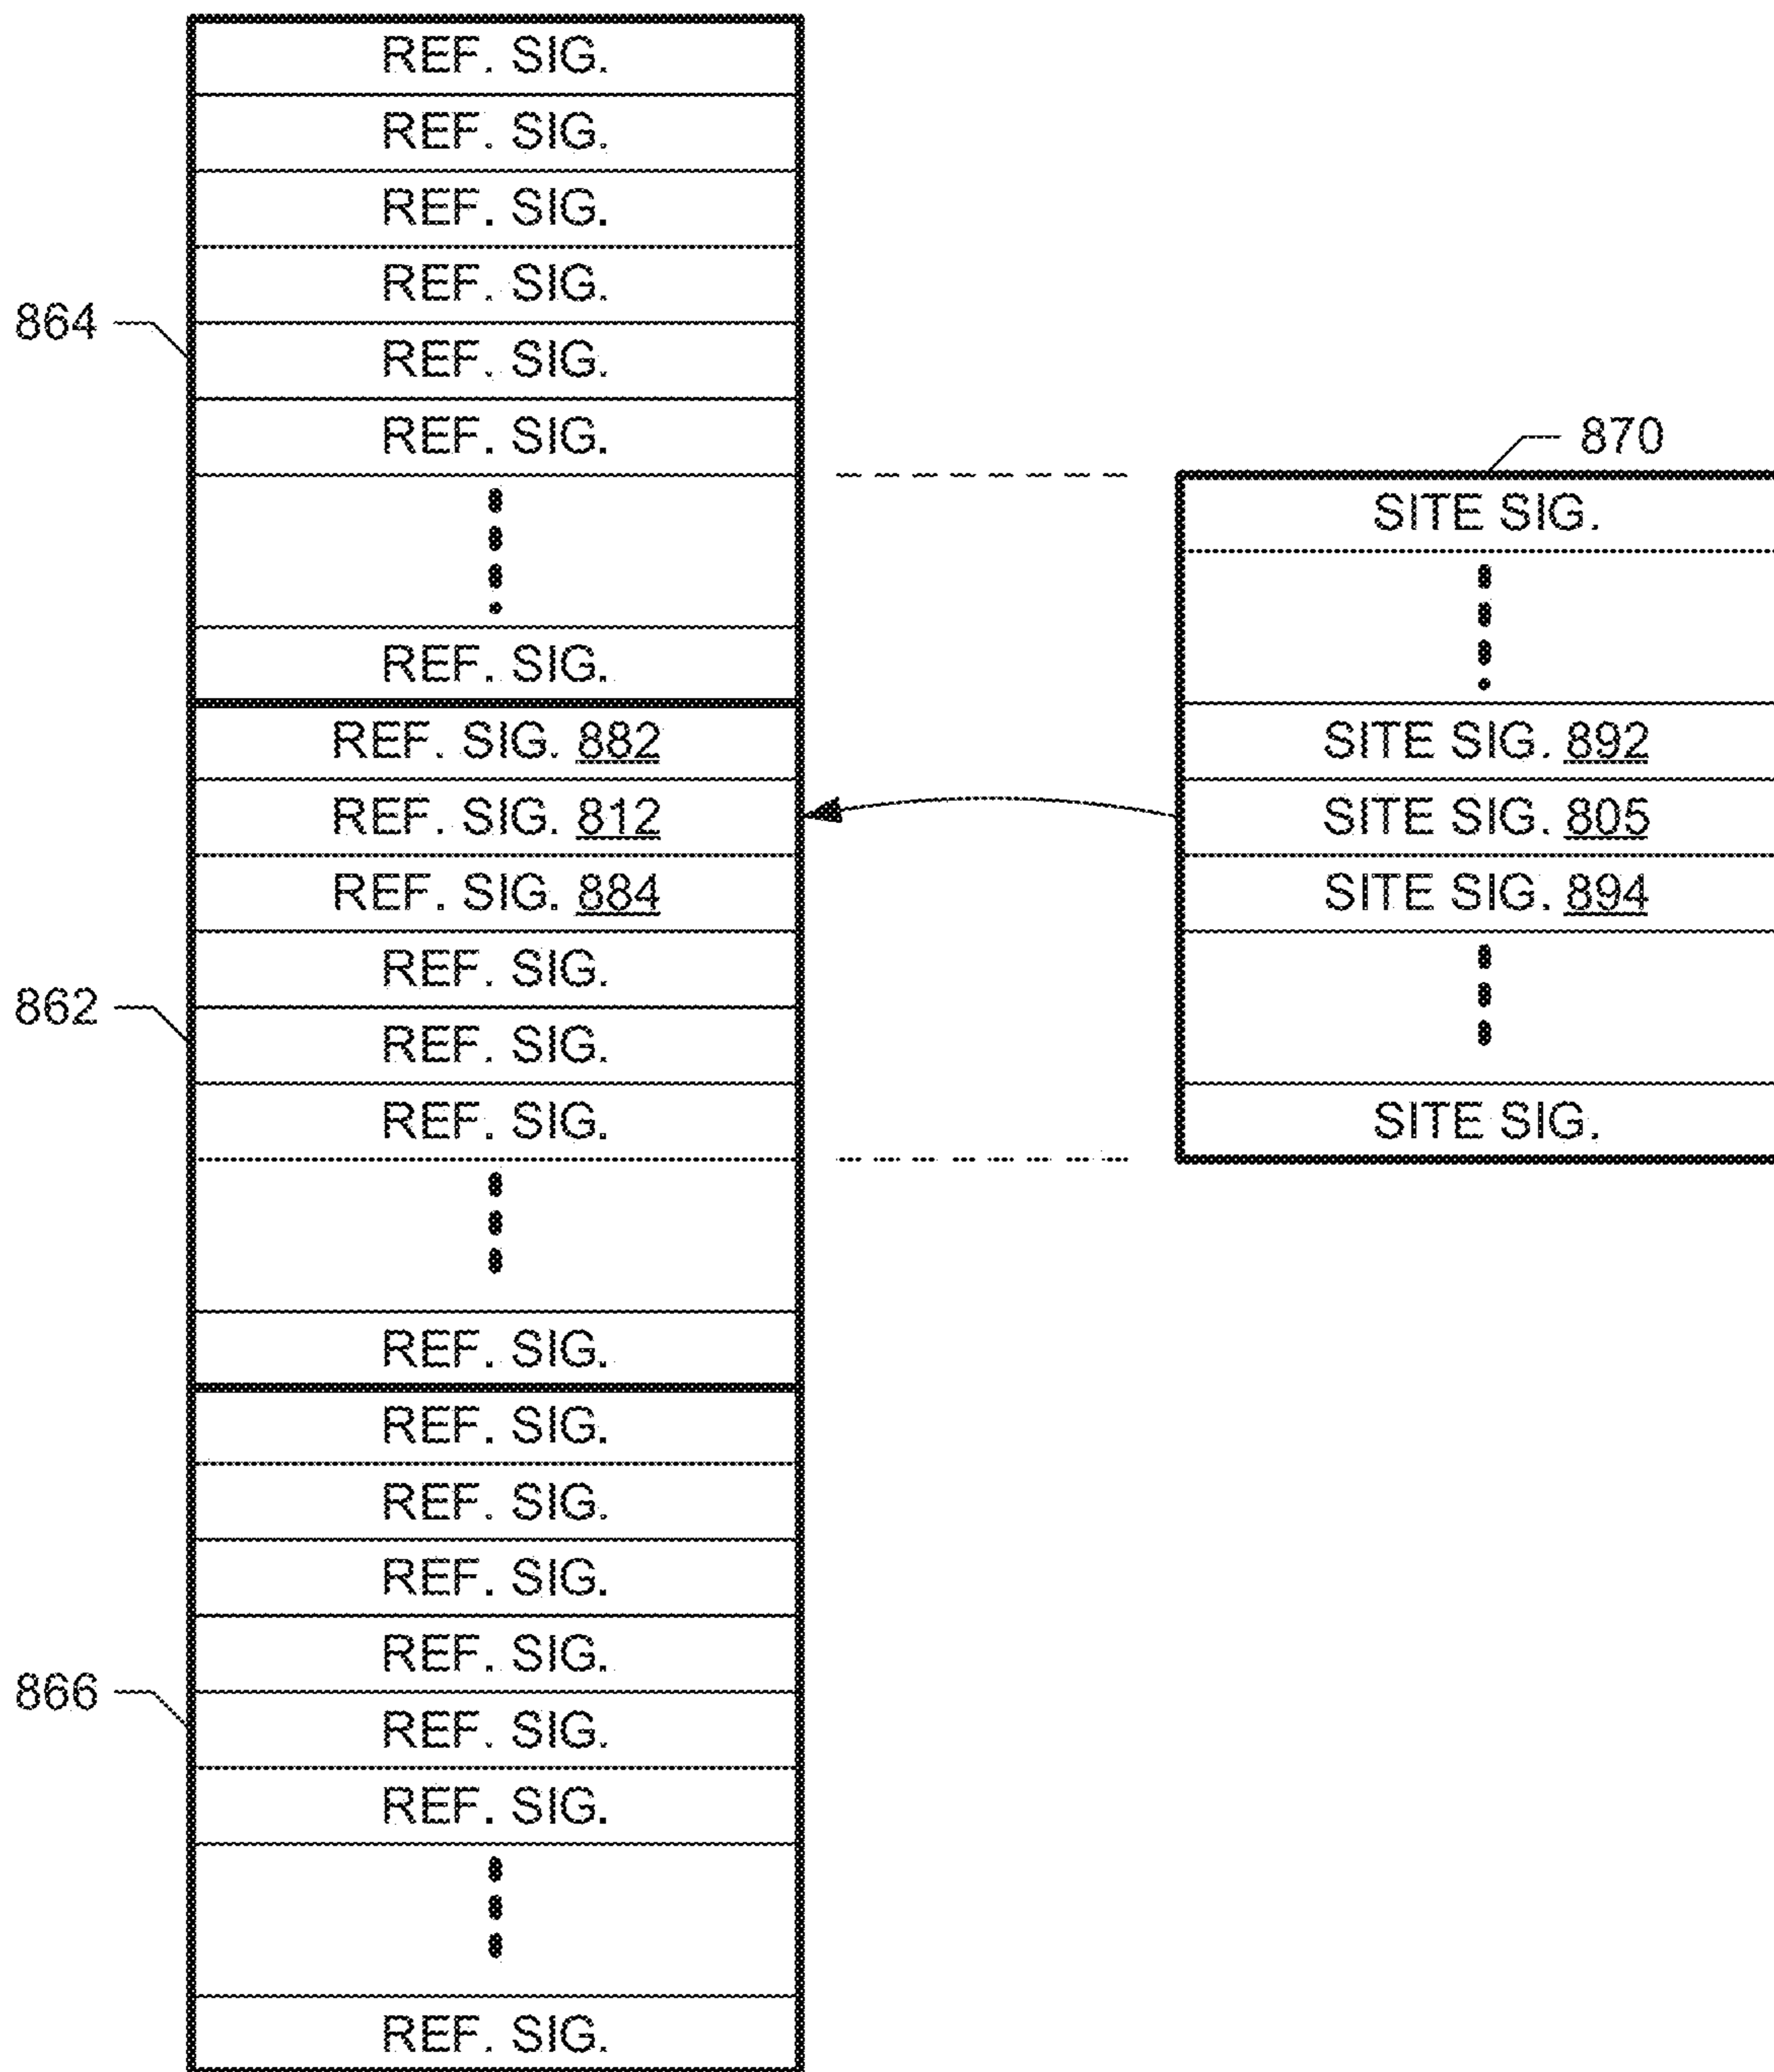 REF. SIG.
REF. SIG.
REF. SIG.
REF. SIG.
864
REF. SIG.
REF. SIG.
REF. SIG.
REF. SIG. 882
REF. SIG. 812
REF. SIG. 884
REF. SIG.
862
REF. SIG.
REF. SIG.
REF. SIG.
REF. SIG.
REF. SIG.
REF. SIG.
REF. SIG.
866
REF. SIG.
REF. SIG.
REF. SIG.
870
SITE SIG.
SITE SIG. 892
SITE SIG. 805
SITE SIG. 894
SITE SIG.